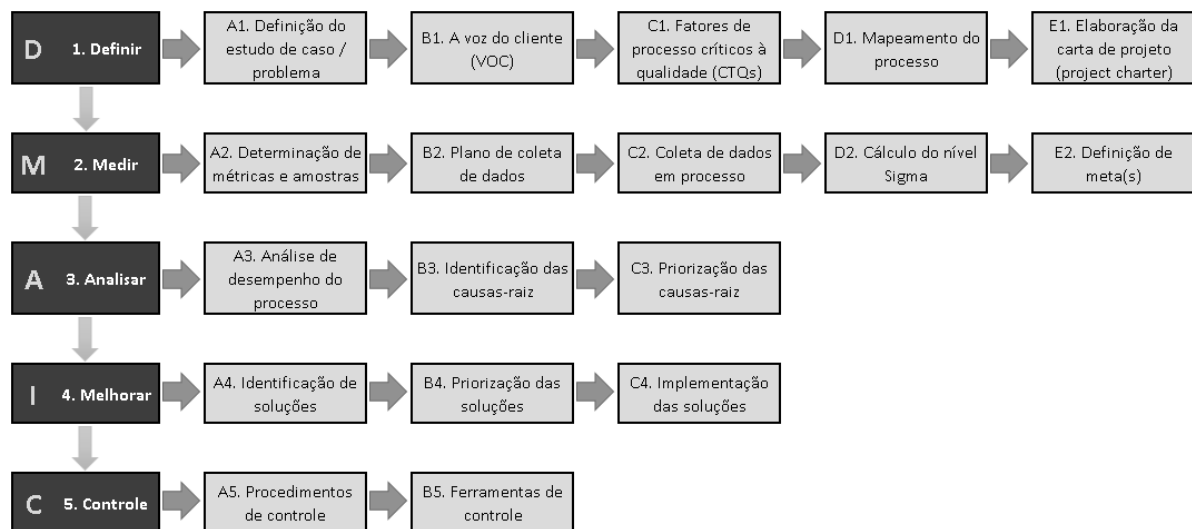 D 1. Definir
A1. Definição do
estudo de caso /
problema
B1. A voz do cliente
(VOC)
C1. Fatores de
processo críticos à
qualidade (CTQs)
D1. Mapeamento do
processo
E1. Elaboração da
carta de projeto
(project charter)
M 2. Medir
A2. Determinação de
métricas e amostras
B2. Plano de coleta
de dados
C2. Coleta de dados
em processo
D2. Cálculo do nível
Sigma
E2. Definição de
meta(s)
A 3. Analisar
A3. Análise de
desempenho do
processo
B3. Identificação das
causas-raiz
C3. Priorização das
causas-raiz
I 4. Melhorar
A4. Identificação de
soluções
B4. Priorização das
soluções
C4. Implementação
das soluções
C 5. Controle
A5. Procedimentos
de controle
B5. Ferramentas de
controle